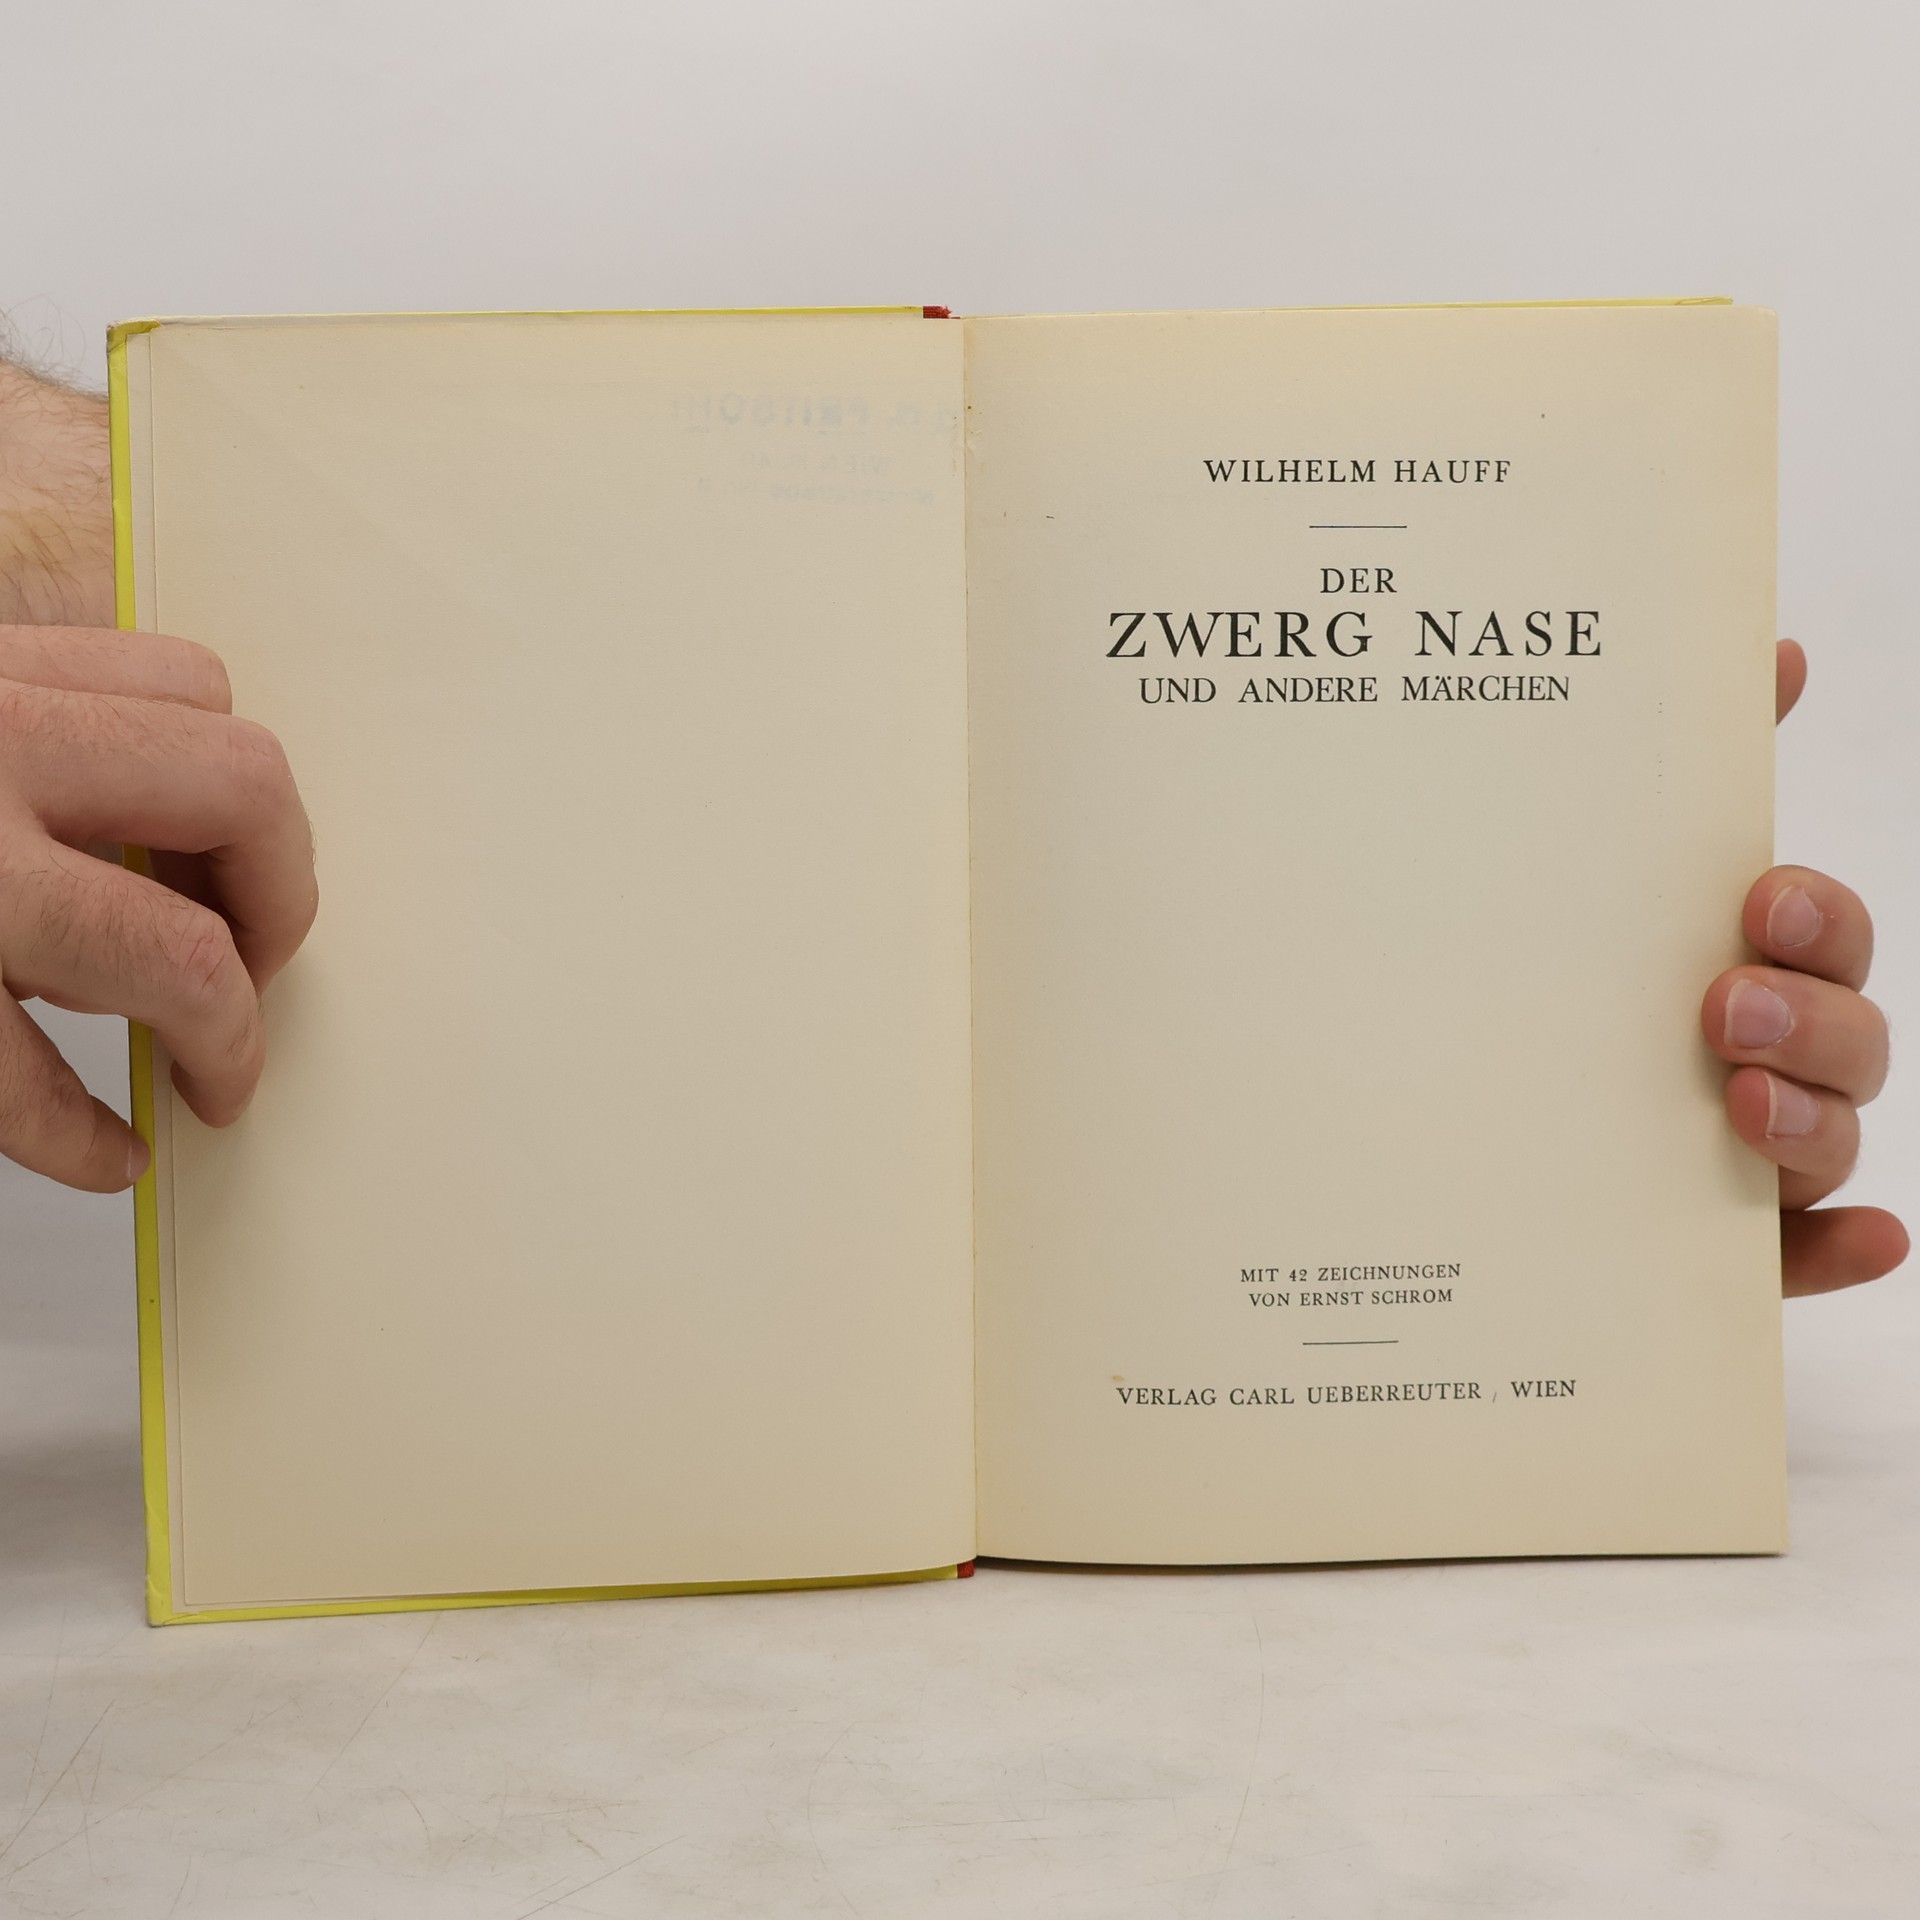 WILHELM HAUFF
DER
ZWERG NASE
UND ANDERE MÄRCHEN
MIT 42 ZEICHNUNGEN
VON ERNST SCHROM
VERLAG CARL UEBERREUTER / WIEN